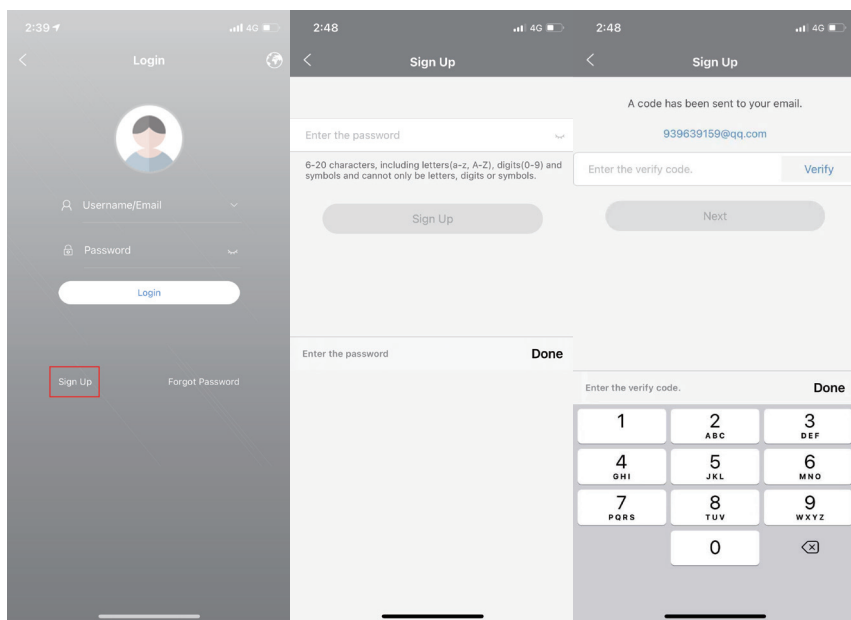 2:39
4G
Login
Username/Email
Password
Login
Sign Up
Forgot Password
2:48
4G
Sign Up
Enter the password
6-20 characters, including letters(a-z, A-Z), digits(0-9) and
symbols and cannot only be letters, digits or symbols.
Sign Up
Enter the password
Done
2:48
4G
Sign Up
A code has been sent to your email.
939639159@qq.com
Enter the verify code.
Verify
Next
Enter the verify code.
Done
1
2
ABC
3
DEF
4
GHI
5
JKL
6
MNO
7
PQRS
8
TUV
9
WXYZ
0